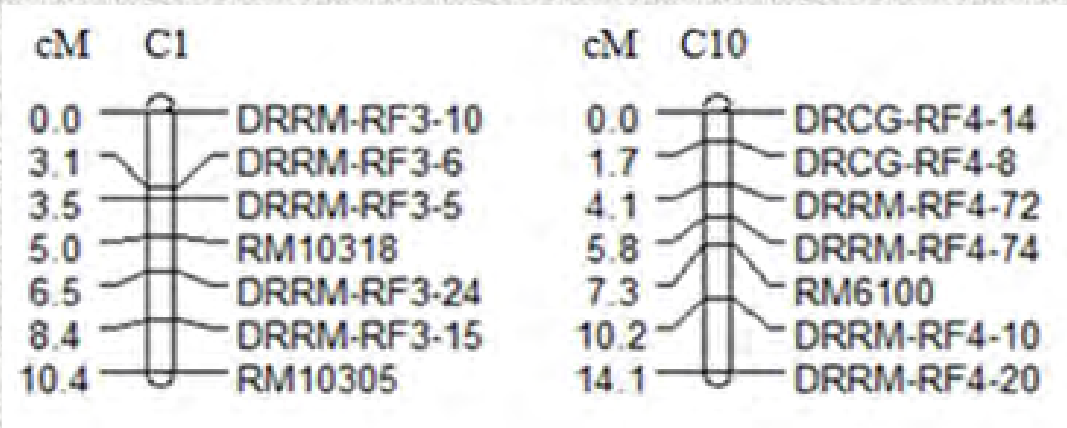 cM C1 cM C10
0.0 DRRM-RF3-10 0.0 DRCG-RF4-14
3.1 DRRM-RF3-6 1.7 DRCG-RF4-8
3.5 DRRM-RF3-5 4.1 DRRM-RF4-72
5.0 RM10318 5.8 DRRM-RF4-74
6.5 DRRM-RF3-24 7.3 RM6100
8.4 DRRM-RF3-15 10.2 DRRM-RF4-10
10.4 RM10305 14.1 DRRM-RF4-20